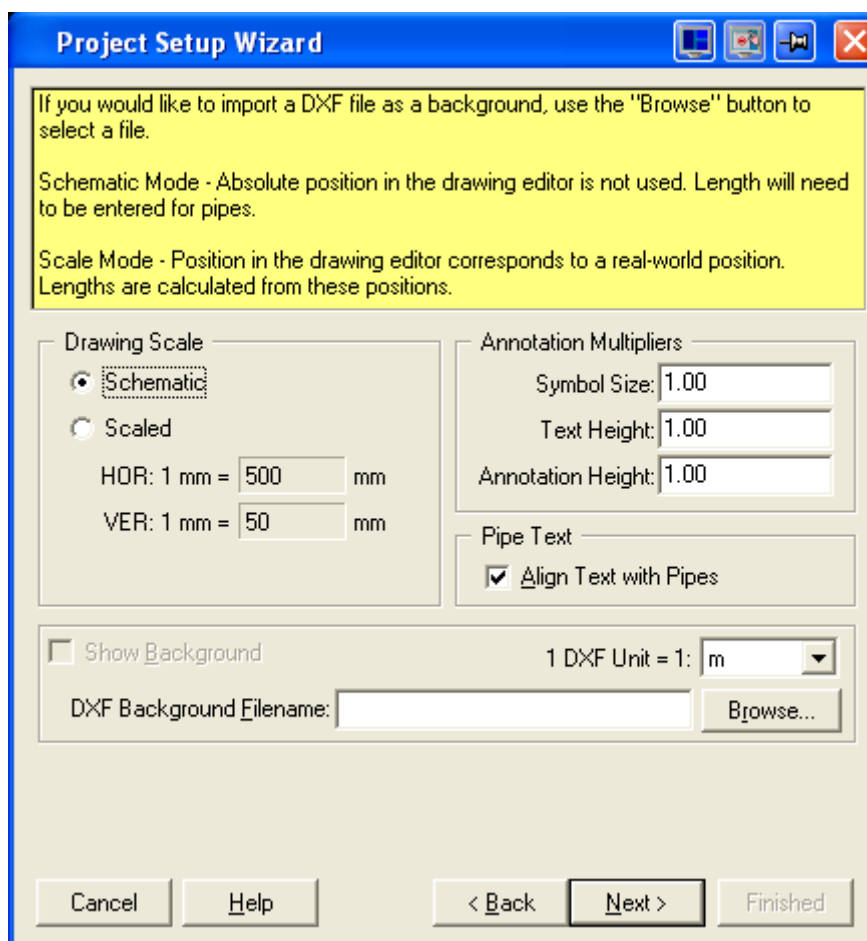 Project Setup Wizard
If you would like to import a DXF file as a background, use the "Browse" button to
select a file.
Schematic Mode - Absolute position in the drawing editor is not used. Length will need
to be entered for pipes.
Scale Mode - Position in the drawing editor corresponds to a real-world position.
Lengths are calculated from these positions.
Drawing Scale
Schematic
Scaled
HOR: 1 mm = 500 mm
VER: 1 mm = 50 mm
Annotation Multipliers
Symbol Size: 1.00
Text Height: 1.00
Annotation Height: 1.00
Pipe Text
Align Text with Pipes
Show Background
1 DXF Unit = 1: m
DXF Background Filename:
Browse...
Cancel
Help
< Back
Next >
Finished